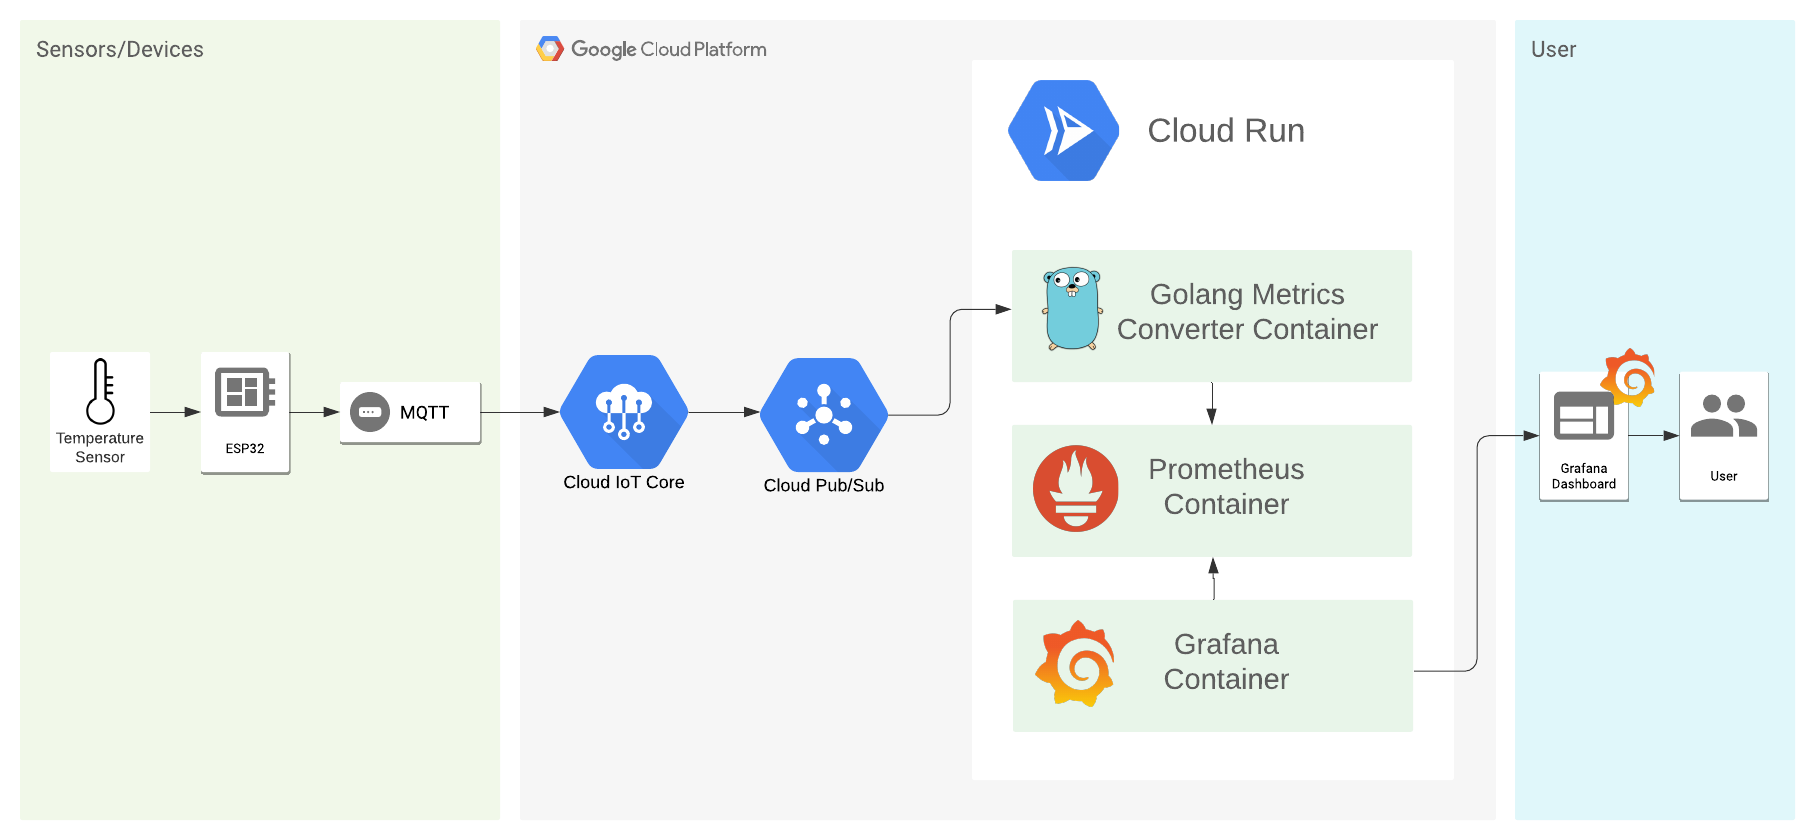 Sensors/Devices
Google Cloud Platform
User
Cloud Run
Golang Metrics
Converter Container
Temperature
Sensor
ESP32
MQTT
Cloud IoT Core
Cloud Pub/Sub
Prometheus
Container
Grafana
Container
Grafana
Dashboard
User